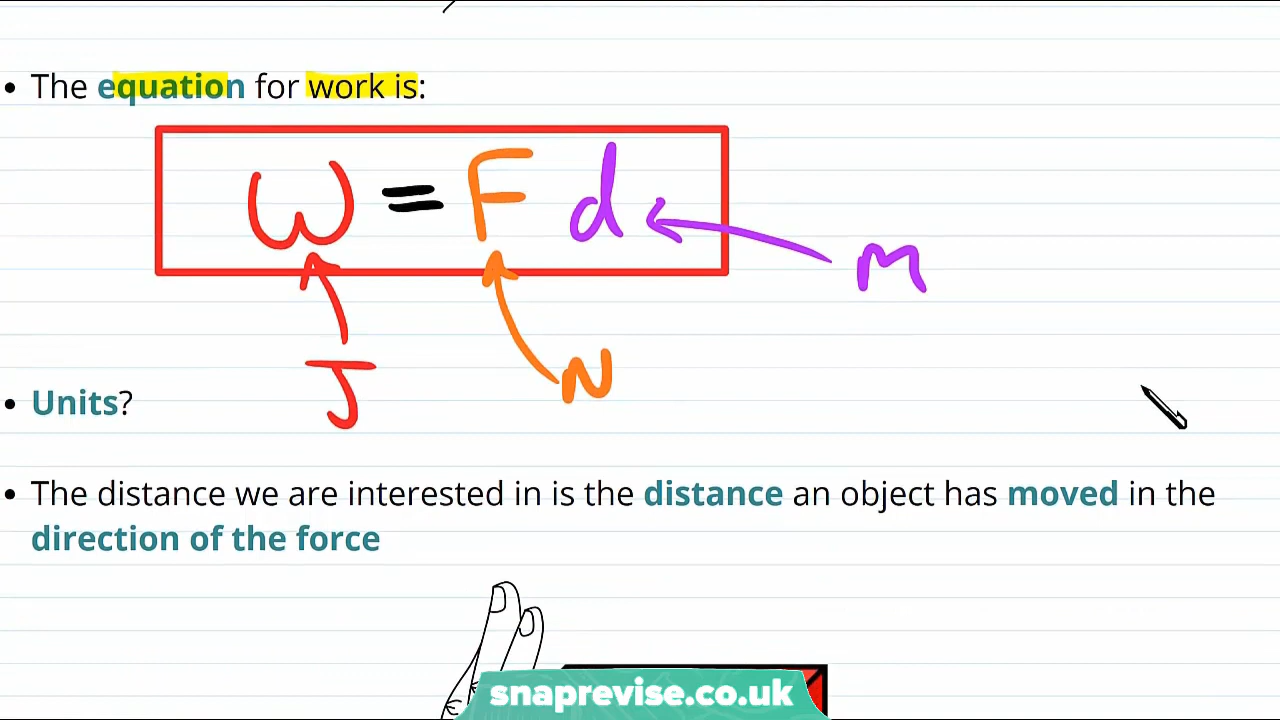 • The equation for work is:
W = F d
M
J
N
• Units?
• The distance we are interested in is the distance an object has moved in the
direction of the force
snaprevise.co.uk